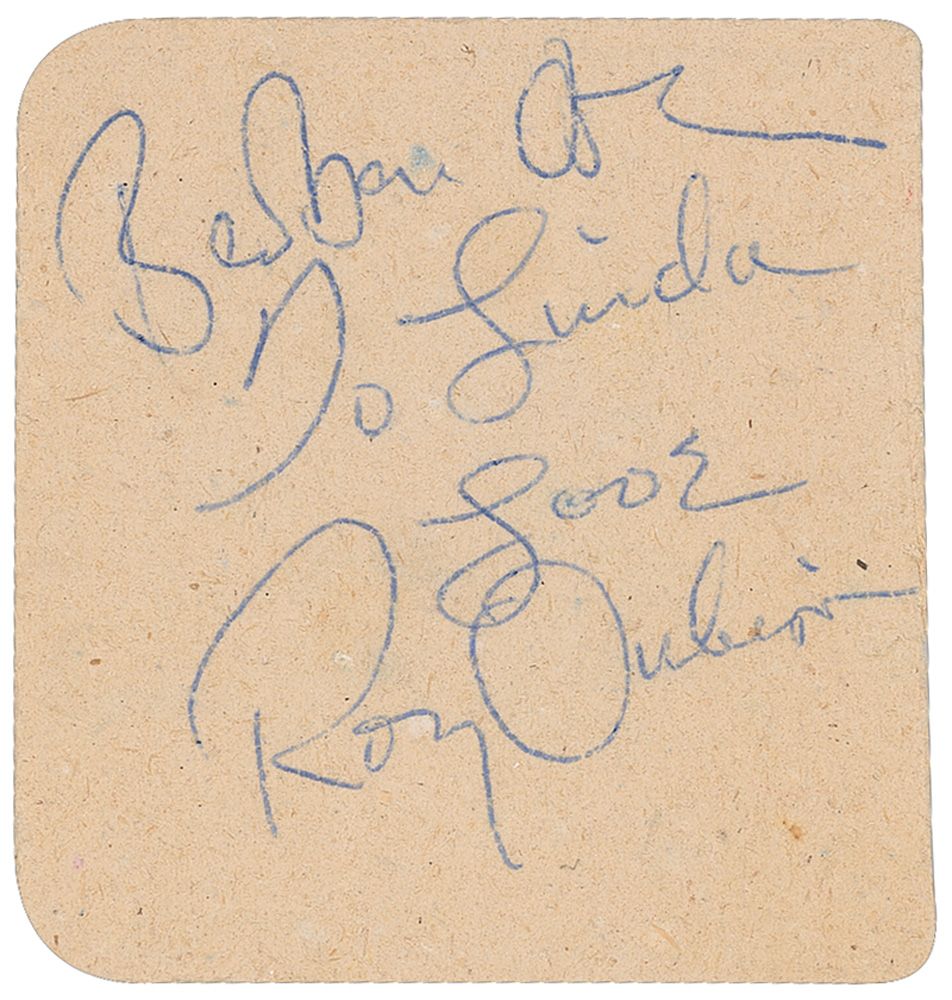 Barbara
To Linda
Love
Roy Orbison